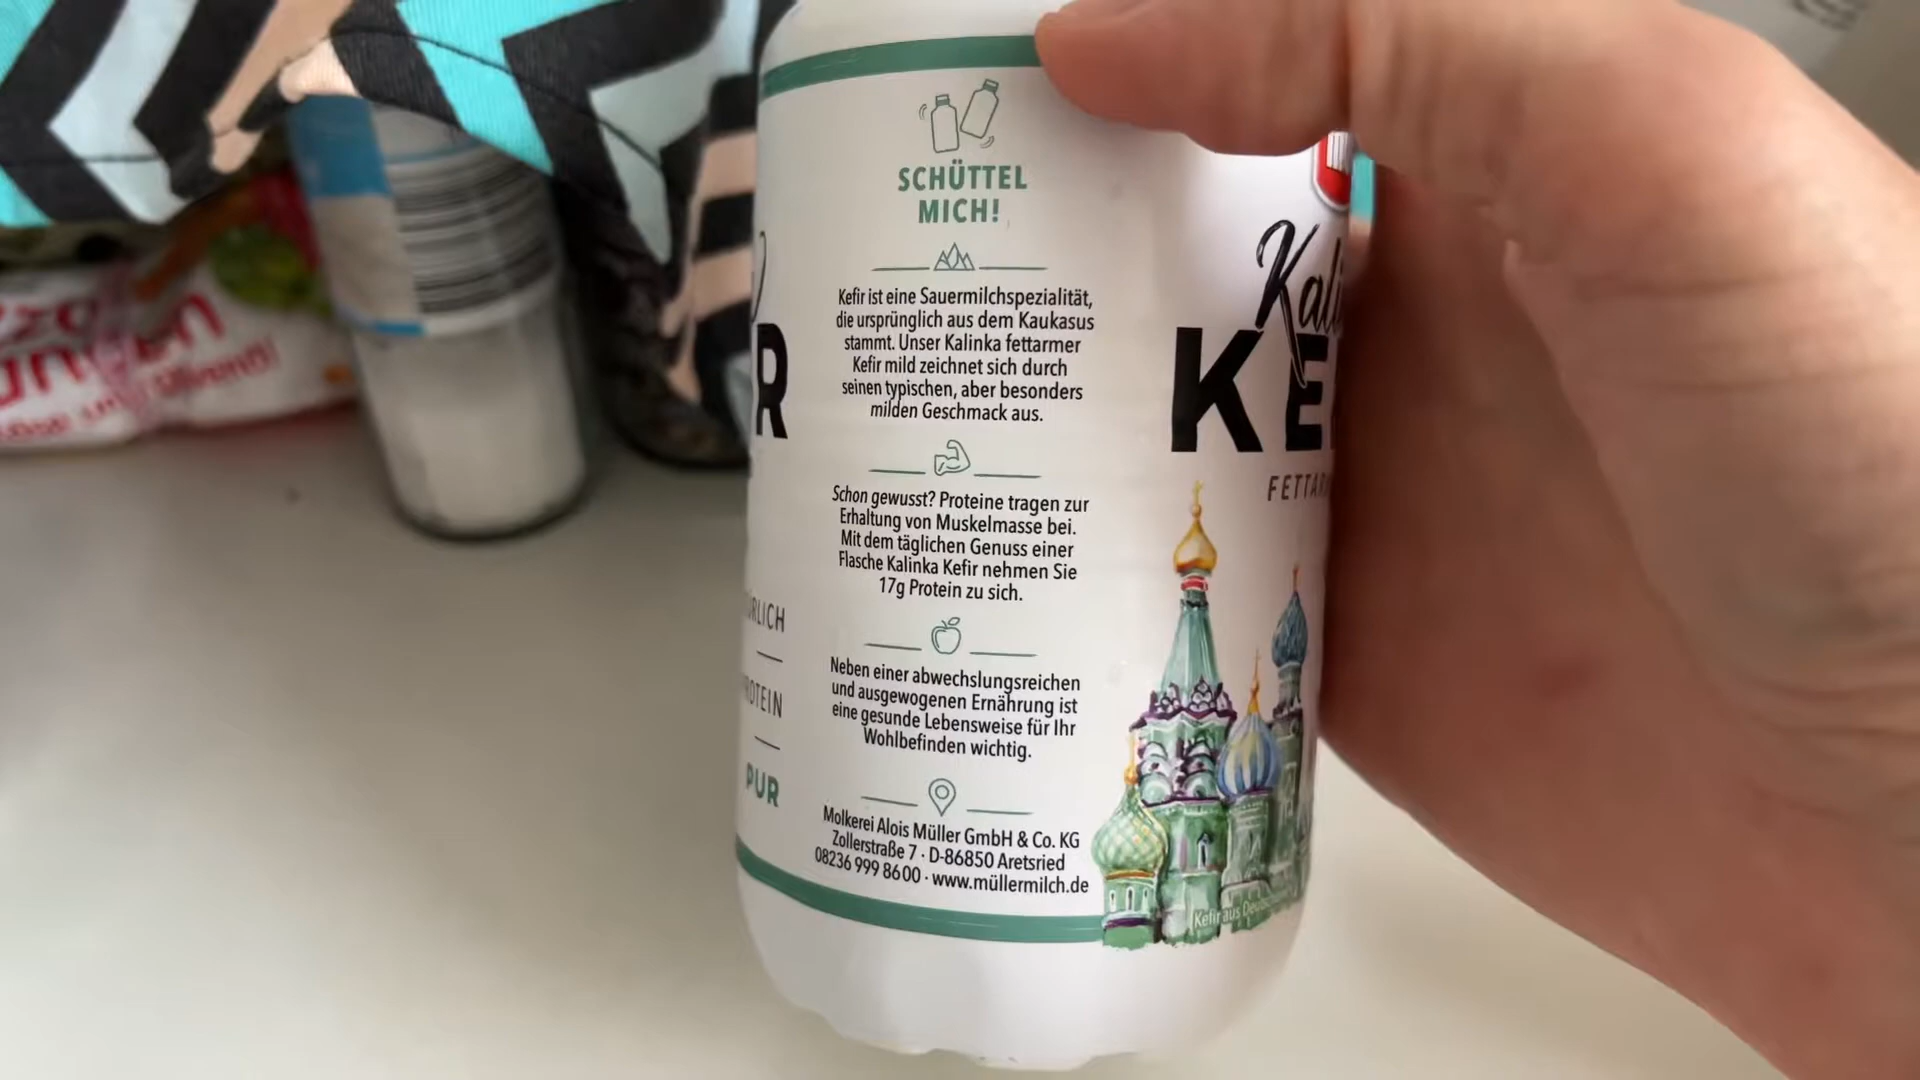 SCHÜTTEL
MICH!
Kefir ist eine Sauermilchspezialität,
die ursprünglich aus dem Kaukasus
stammt. Unser Kalinka fettarmer
Kefir mild zeichnet sich durch
seinen typischen, aber besonders
milden Geschmack aus.
Schon gewusst? Proteine tragen zur
Erhaltung von Muskelmasse bei.
Mit dem täglichen Genuss einer
Flasche Kalinka Kefir nehmen Sie
17g Protein zu sich.
Neben einer abwechslungsreichen
und ausgewogenen Ernährung ist
eine gesunde Lebensweise für Ihr
Wohlbefinden wichtig.
Molkerei Alois Müller GmbH & Co. KG
Zollerstraße 7 · D-86850 Aretsried
08236 999 8600 · www.müllermilch.de
PUR
Kefir aus